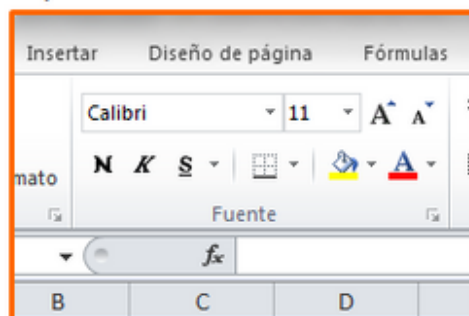 Insertar Diseño de página Fórmulas
Calibri 11 A A
mato N K S A
Fuente
fx
B C D